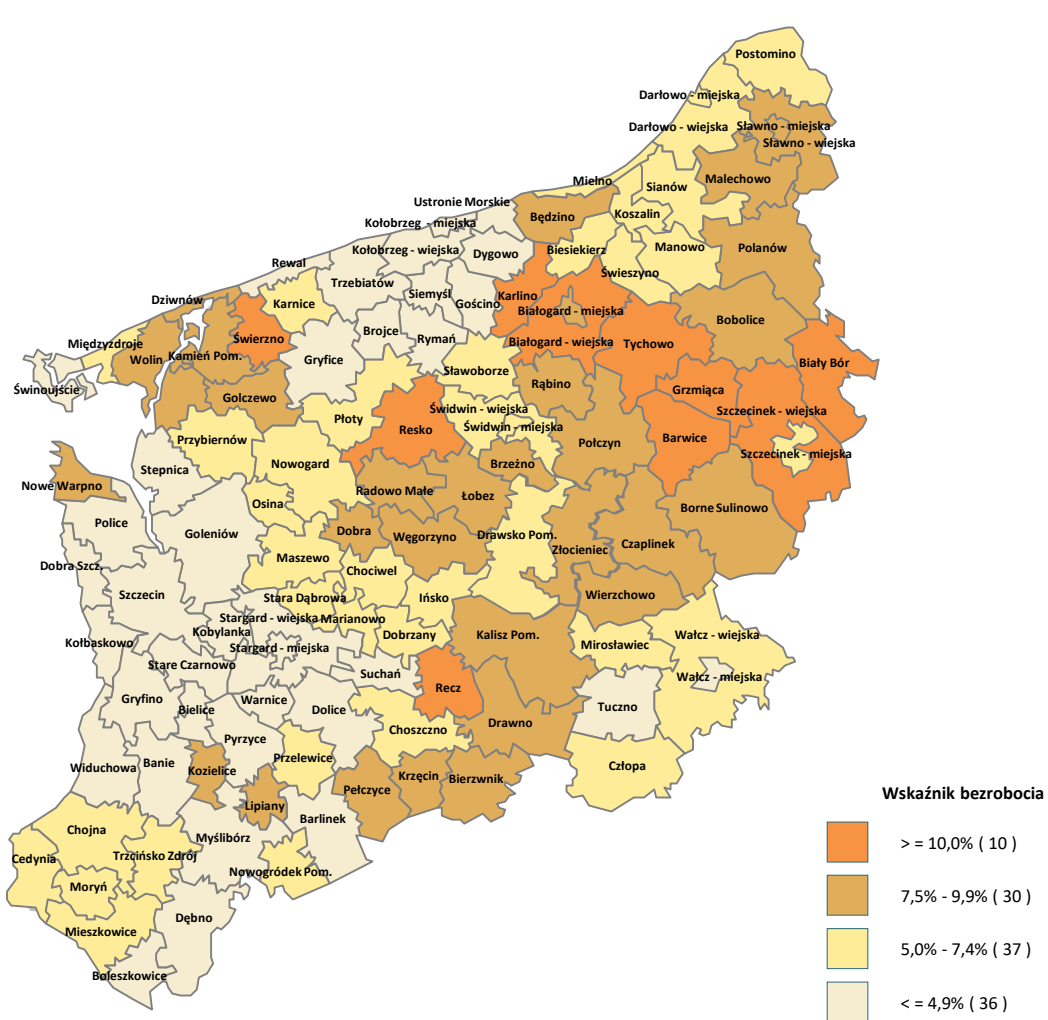 Postomino
Darłowo - miejska
Darłowo - wiejska
Sławno - miejska
Sławno - wiejska
Malechowo
Mielno
Sianów
Ustronie Morskie
Będzino
Koszalin
Kołobrzeg - miejska
Kołobrzeg - wiejska
Dygowo
Biesiekierz
Manowo
Polanów
Rewal
Świeszyno
Trzebiatów
Siemyśl
Gościno
Karlino
Dziwnów
Karnice
Białogard - miejska
Bobolice
Świerzno
Brojce
Rymań
Białogard - wiejska
Tychowo
Międzyzdroje
Wolin
Kamień Pom.
Gryfice
Biały Bór
Sławoborze
Świnoujście
Golczewo
Rąbino
Grzmiąca
Szczecinek - wiejska
Świdwin - wiejska
Płoty
Resko
Świdwin - miejska
Przybiernów
Połczyn
Barwice
Szczecinek - miejska
Stepnica
Nowogard
Brzeżno
Nowe Warpno
Radowo Małe
Łobez
Osina
Borne Sulinowo
Police
Goleniów
Dobra
Węgorzyno
Drawsko Pom.
Złocieniec
Czaplinek
Maszewo
Dobra Szcz.
Chociwel
Szczecin
Stara Dąbrowa
Ińsko
Wierzchowo
Stargard - wiejska
Marianowo
Kobylanka
Kołbaskowo
Dobrzany
Kalisz Pom.
Wałcz - wiejska
Mirosławiec
Stargard - miejska
Stare Czarnowo
Suchań
Wałcz - miejska
Recz
Gryfino
Bielice
Warnice
Dolice
Tuczno
Drawno
Choszczno
Pyrzyce
Widuchowa
Banie
Kozielice
Przelewice
Człopa
Krzęcin
Bierzwnik
Pełczyce
Lipiany
Barlinek
Chojna
Myślibórz
Cedynia
Trzcińsko Zdrój
Nowogródek Pom.
Moryń
Dębno
Mieszkowice
Boleszkowice
Wskaźnik bezrobocia
> = 10,0% ( 10 )
7,5% - 9,9% ( 30 )
5,0% - 7,4% ( 37 )
< = 4,9% ( 36 )